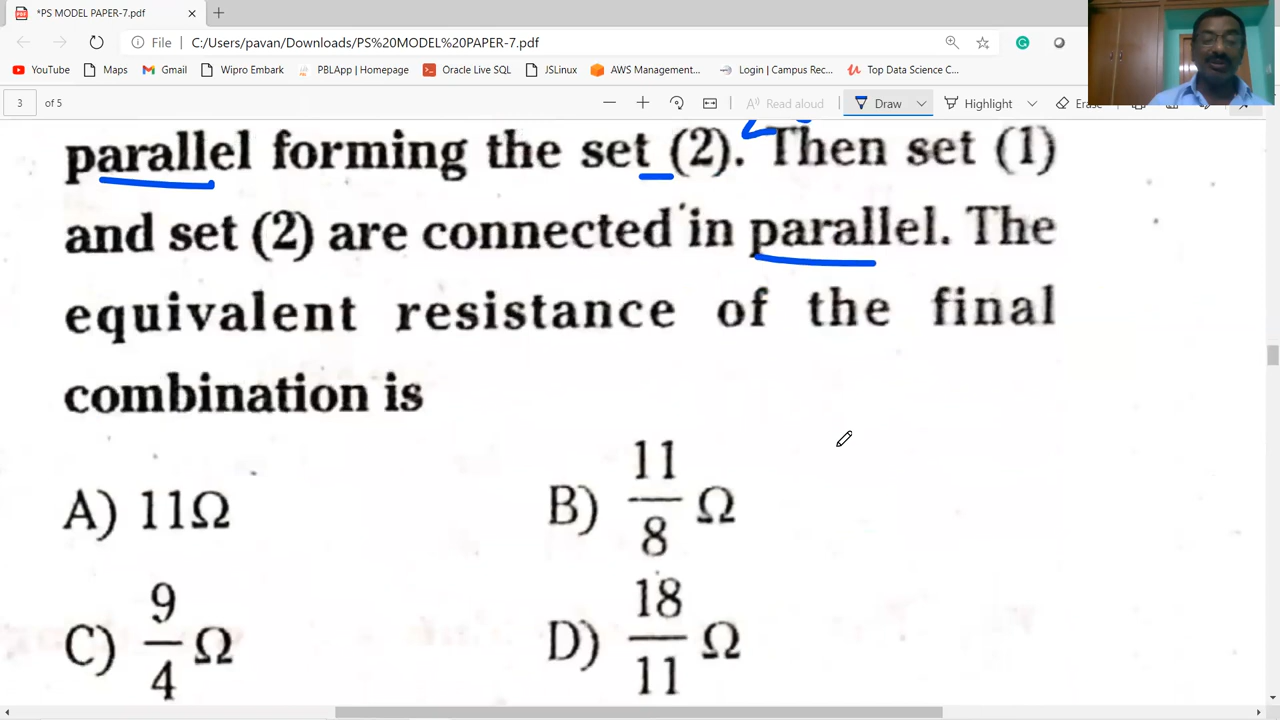 *PS MODEL PAPER-7.pdf
File C:/Users/pavan/Downloads/PS%20MODEL%20PAPER-7.pdf
YouTube Maps Gmail Wipro Embark PBLApp | Homepage Oracle Live SQL JSLinux AWS Management... Login | Campus Rec... Top Data Science C...
3 of 5 Read aloud Draw Highlight
parallel forming the set (2). Then set (1)
and set (2) are connected in parallel. The
equivalent resistance of the final
combination is
A) 11Ω B) 11/8 Ω
C) 9/4 Ω D) 18/11 Ω